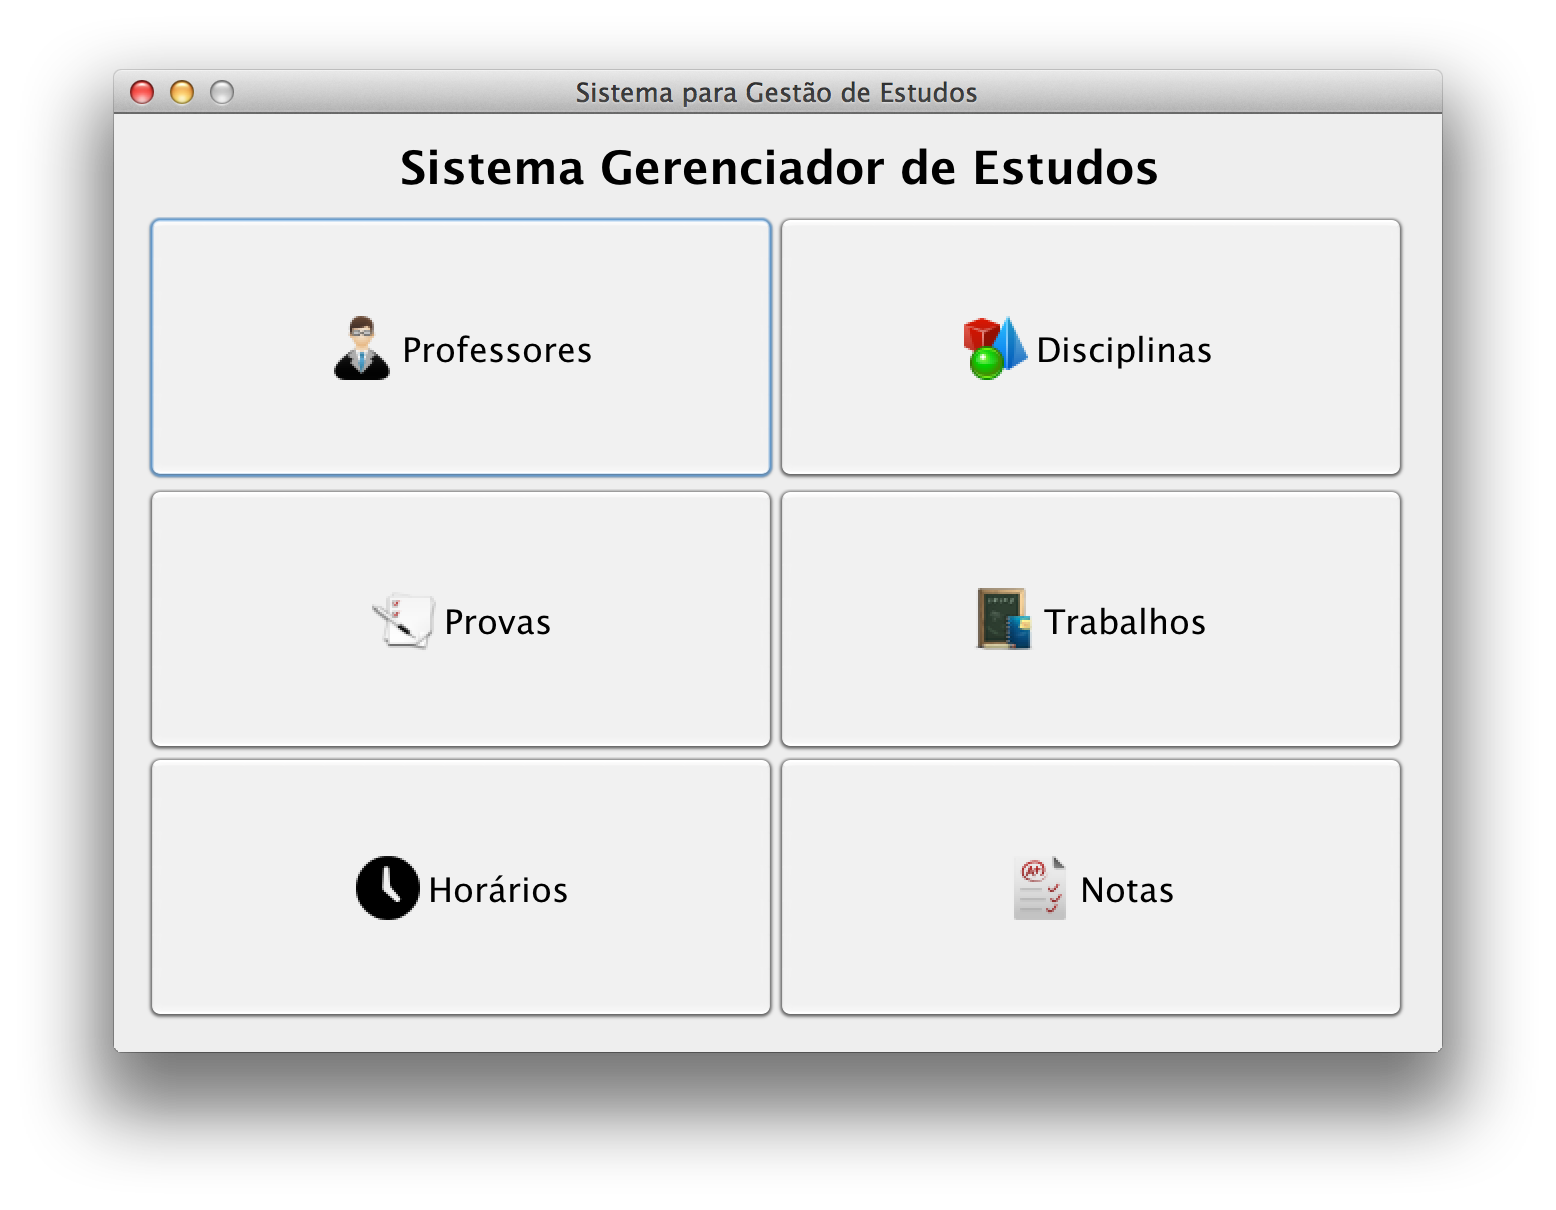 Sistema para Gestão de Estudos
Sistema Gerenciador de Estudos
Professores
Disciplinas
Provas
Trabalhos
Horários
A+
Notas